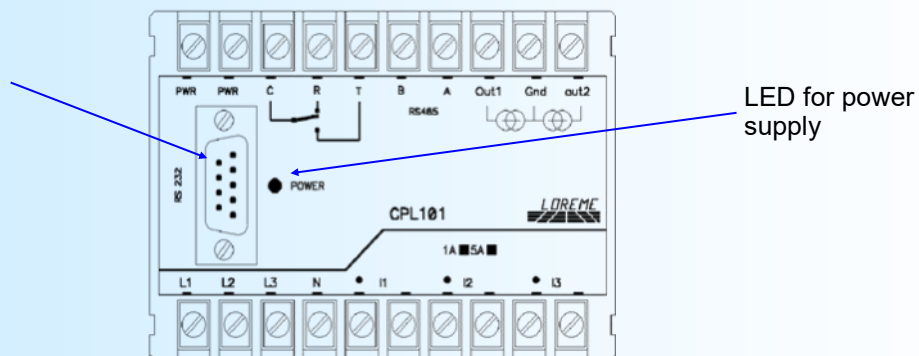 PWR PWR C R T B A Out1 Gnd out2
RS485
LED for power
supply
RS 232
POWER
LOREME
CPL101
1A 5A
L1 L2 L3 N I1 I2 I3